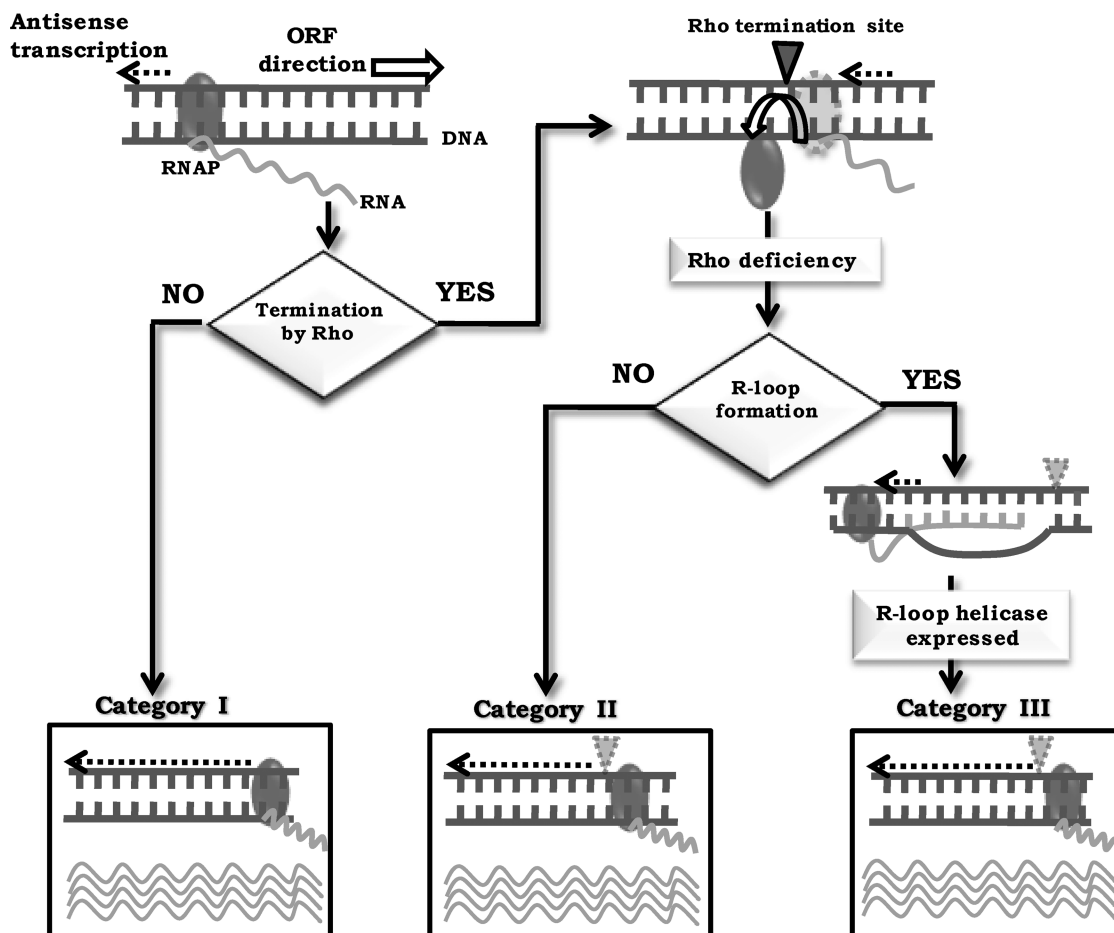 Antisense
transcription
ORF
direction
DNA
RNAP
RNA
Rho termination site
Termination
by Rho
NO
YES
Rho deficiency
R-loop
formation
NO
YES
R-loop helicase
expressed
Category I
Category II
Category III